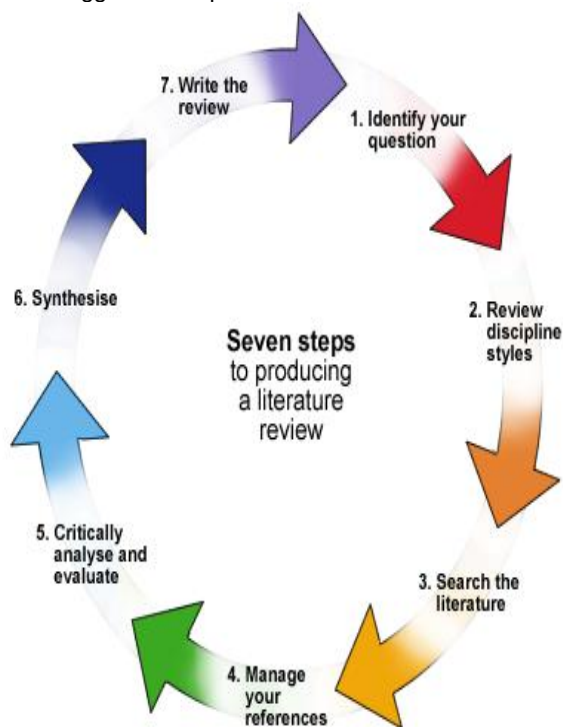 7. Write the
review
1. Identify your
question
2. Review
discipline
styles
3. Search the
literature
4. Manage
your
references
5. Critically
analyse and
evaluate
6. Synthesise
Seven steps
to producing
a literature
review